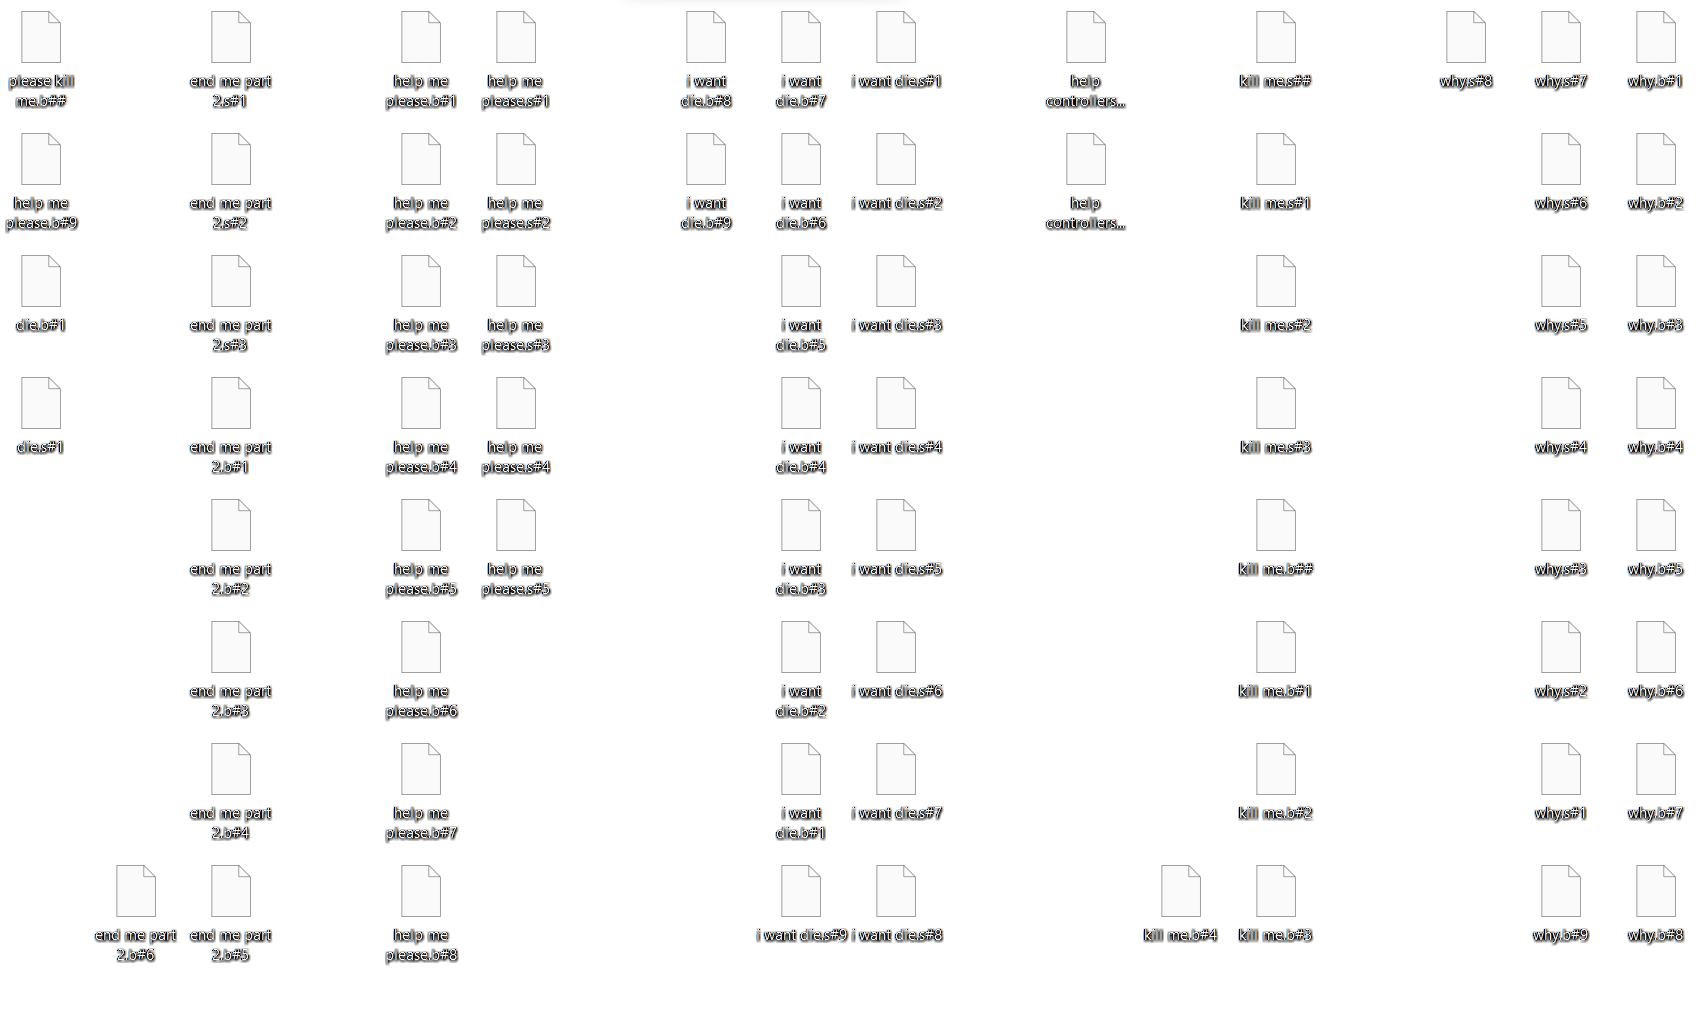 please kill
me.b##
help me
please.b#9
die.b#1
die.s#1
end me part
2.b#6
end me part
2.s#1
end me part
2.s#2
end me part
2.s#3
end me part
2.b#1
end me part
2.b#2
end me part
2.b#3
end me part
2.b#4
end me part
2.b#5
help me
please.b#1
help me
please.b#2
help me
please.b#3
help me
please.b#4
help me
please.b#5
help me
please.b#6
help me
please.b#7
help me
please.b#8
help me
please.s#1
help me
please.s#2
help me
please.s#3
help me
please.s#4
help me
please.s#5
i want
die.b#8
i want
die.b#9
i want
die.b#7
i want
die.b#6
i want
die.b#5
i want
die.b#4
i want
die.b#3
i want
die.b#2
i want
die.b#1
i want die.s#9
i want die.s#1
i want die.s#2
i want die.s#3
i want die.s#4
i want die.s#5
i want die.s#6
i want die.s#7
i want die.s#8
help
controllers...
help
controllers...
kill me.b#4
kill me.s##
kill me.s#1
kill me.s#2
kill me.s#3
kill me.b##
kill me.b#1
kill me.b#2
kill me.b#3
why.s#8
why.s#7
why.s#6
why.s#5
why.s#4
why.s#3
why.s#2
why.s#1
why.b#9
why.b#1
why.b#2
why.b#3
why.b#4
why.b#5
why.b#6
why.b#7
why.b#8